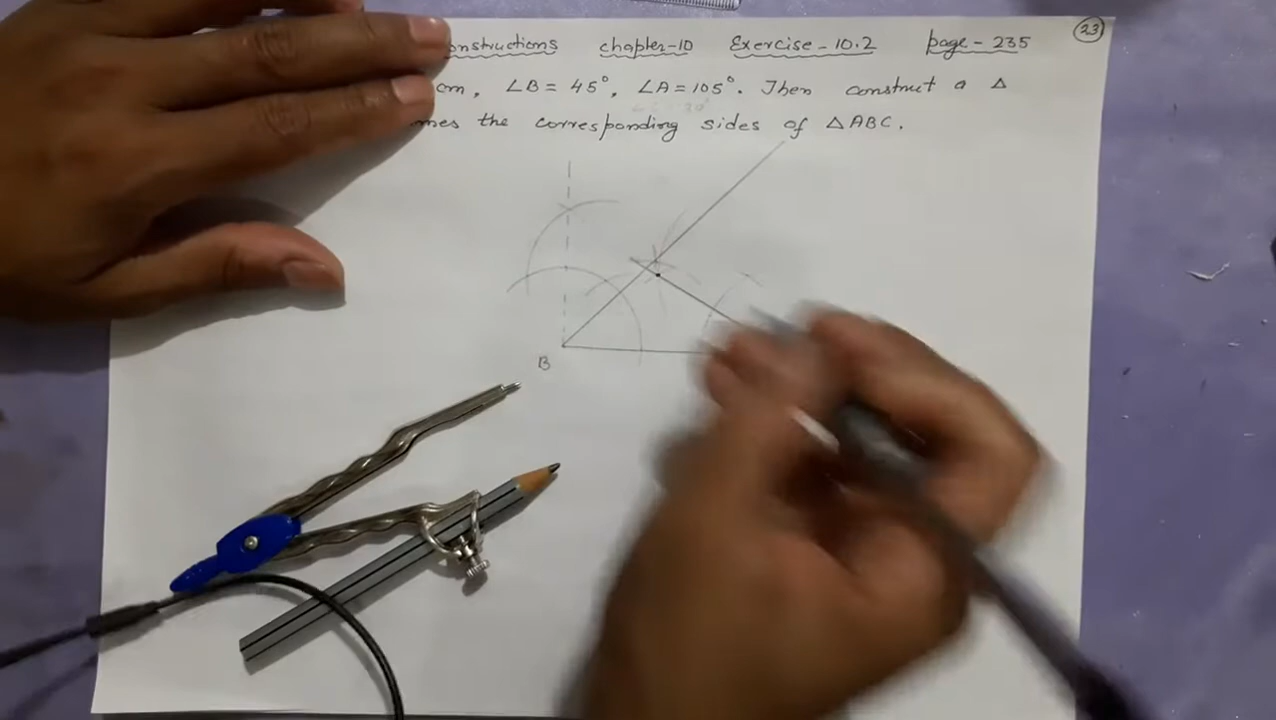 23
onstructions chapter-10 Exercise-10.2 page-235
cm, ∠B = 45°, ∠A = 105°. Then construct a Δ
mes the corresponding sides of ΔABC.
B